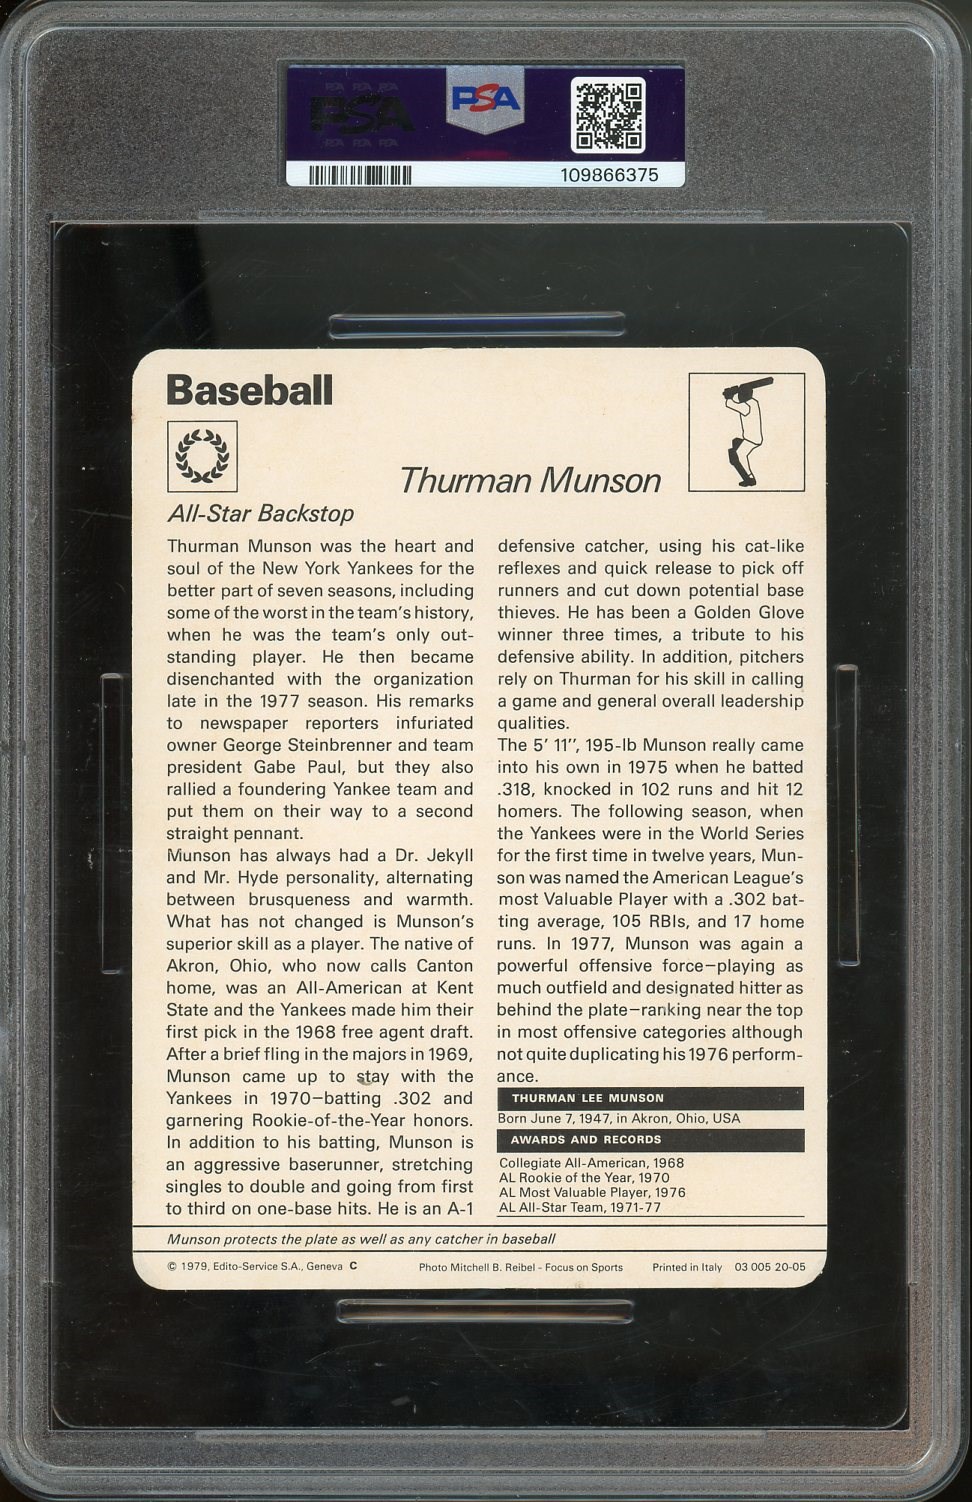 PSA PSA PSA
PSA
PSA PSA PSA
PSA
109866375
Baseball
Thurman Munson
All-Star Backstop
Thurman Munson was the heart and
soul of the New York Yankees for the
better part of seven seasons, including
some of the worst in the team's history,
when he was the team's only out-
standing player. He then became
disenchanted with the organization
late in the 1977 season. His remarks
to newspaper reporters infuriated
owner George Steinbrenner and team
president Gabe Paul, but they also
rallied a foundering Yankee team and
put them on their way to a second
straight pennant.
Munson has always had a Dr. Jekyll
and Mr. Hyde personality, alternating
between brusqueness and warmth.
What has not changed is Munson's
superior skill as a player. The native of
Akron, Ohio, who now calls Canton
home, was an All-American at Kent
State and the Yankees made him their
first pick in the 1968 free agent draft.
After a brief fling in the majors in 1969,
Munson came up to stay with the
Yankees in 1970—batting .302 and
garnering Rookie-of-the-Year honors.
In addition to his batting, Munson is
an aggressive baserunner, stretching
singles to double and going from first
to third on one-base hits. He is an A-1
defensive catcher, using his cat-like
reflexes and quick release to pick off
runners and cut down potential base
thieves. He has been a Golden Glove
winner three times, a tribute to his
defensive ability. In addition, pitchers
rely on Thurman for his skill in calling
a game and general overall leadership
qualities.
The 5' 11'', 195-lb Munson really came
into his own in 1975 when he batted
.318, knocked in 102 runs and hit 12
homers. The following season, when
the Yankees were in the World Series
for the first time in twelve years, Mun-
son was named the American League's
most Valuable Player with a .302 bat-
ting average, 105 RBIs, and 17 home
runs. In 1977, Munson was again a
powerful offensive force—playing as
much outfield and designated hitter as
behind the plate—ranking near the top
in most offensive categories although
not quite duplicating his 1976 perform-
ance.
THURMAN LEE MUNSON
Born June 7, 1947, in Akron, Ohio, USA
AWARDS AND RECORDS
Collegiate All-American, 1968
AL Rookie of the Year, 1970
AL Most Valuable Player, 1976
AL All-Star Team, 1971-77
Munson protects the plate as well as any catcher in baseball
© 1979, Edito-Service S.A., Geneva C Photo Mitchell B. Reibel - Focus on Sports Printed in Italy 03 005 20-05